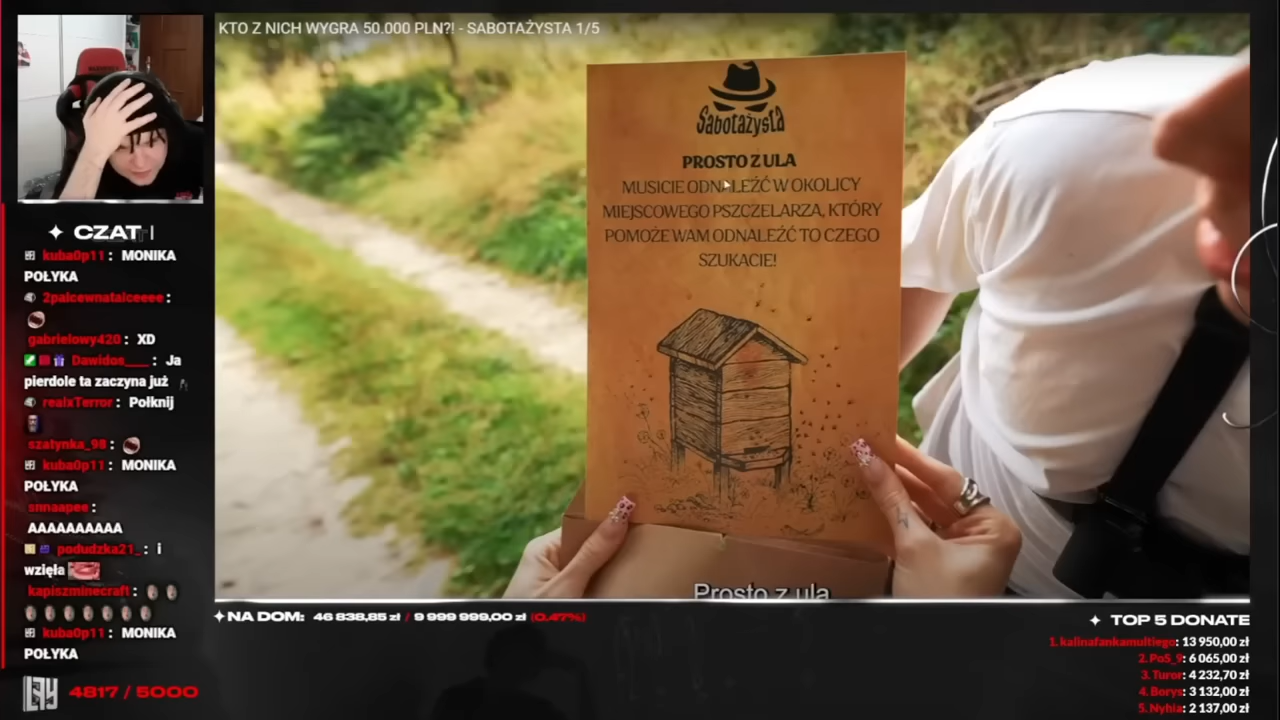 KTO Z NICH WYGRA 50.000 PLN?! - SABOTAŻYSTA 1/5
Sabotażysta
PROSTO Z ULA
MUSICIE ODNALEŹĆ W OKOLICY
MIEJSCOWEGO PSZCZELARZA, KTÓRY
POMOŻE WAM ODNALEŹĆ TO CZEGO
SZUKACIE!
Prosto z ula
CZAT
kuba0p11: MONIKA
POŁYKA
2palcewnatalceeee:
gabrielowy420: XD
Dawidos___: Ja
pierdole ta zaczyna już
realxTerror: Połknij
szatynka_98:
kuba0p11: MONIKA
POŁYKA
snnaapee:
AAAAAAAAAA
podudzka21_: i
wzięła
kapiszminecraft:
kuba0p11: MONIKA
POŁYKA
4817 / 5000
NA DOM: 46 838,85 zł / 9 999 999,00 zł (0.47%)
TOP 5 DONATE
1. kalinafankamultiego: 13 950,00 zł
2. Po5_9: 6 065,00 zł
3. Turor: 4 232,70 zł
4. Borys: 3 132,00 zł
5. Nyhia: 2 137,00 zł